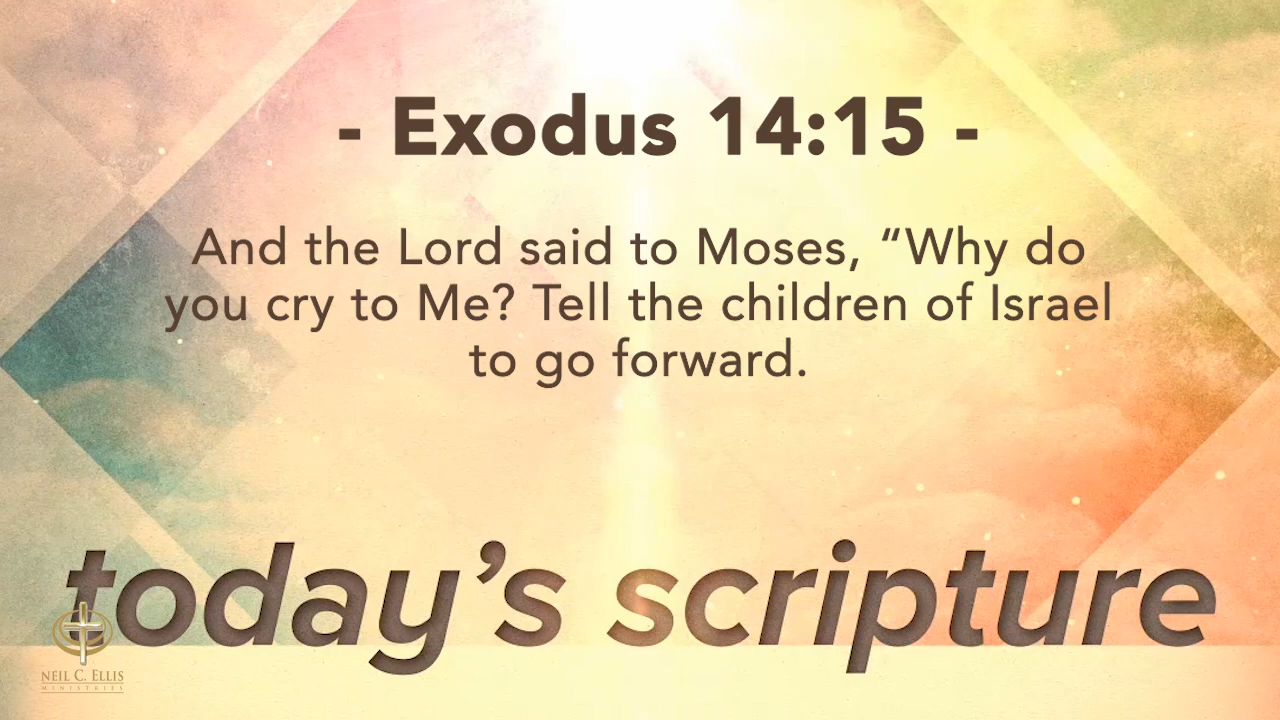 - Exodus 14:15 -
And the Lord said to Moses, “Why do
you cry to Me? Tell the children of Israel
to go forward.
today’s scripture
NEIL C. ELLIS
MINISTRIES